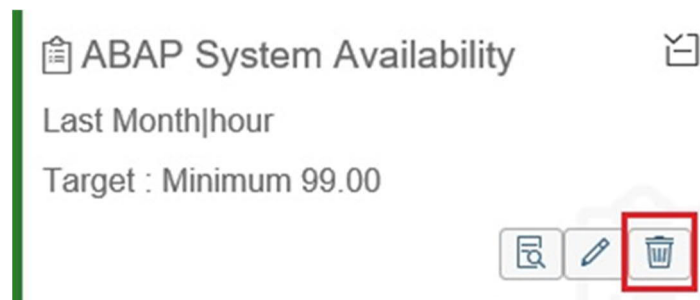 ABAP System Availability
Last Month|hour
Target : Minimum 99.00